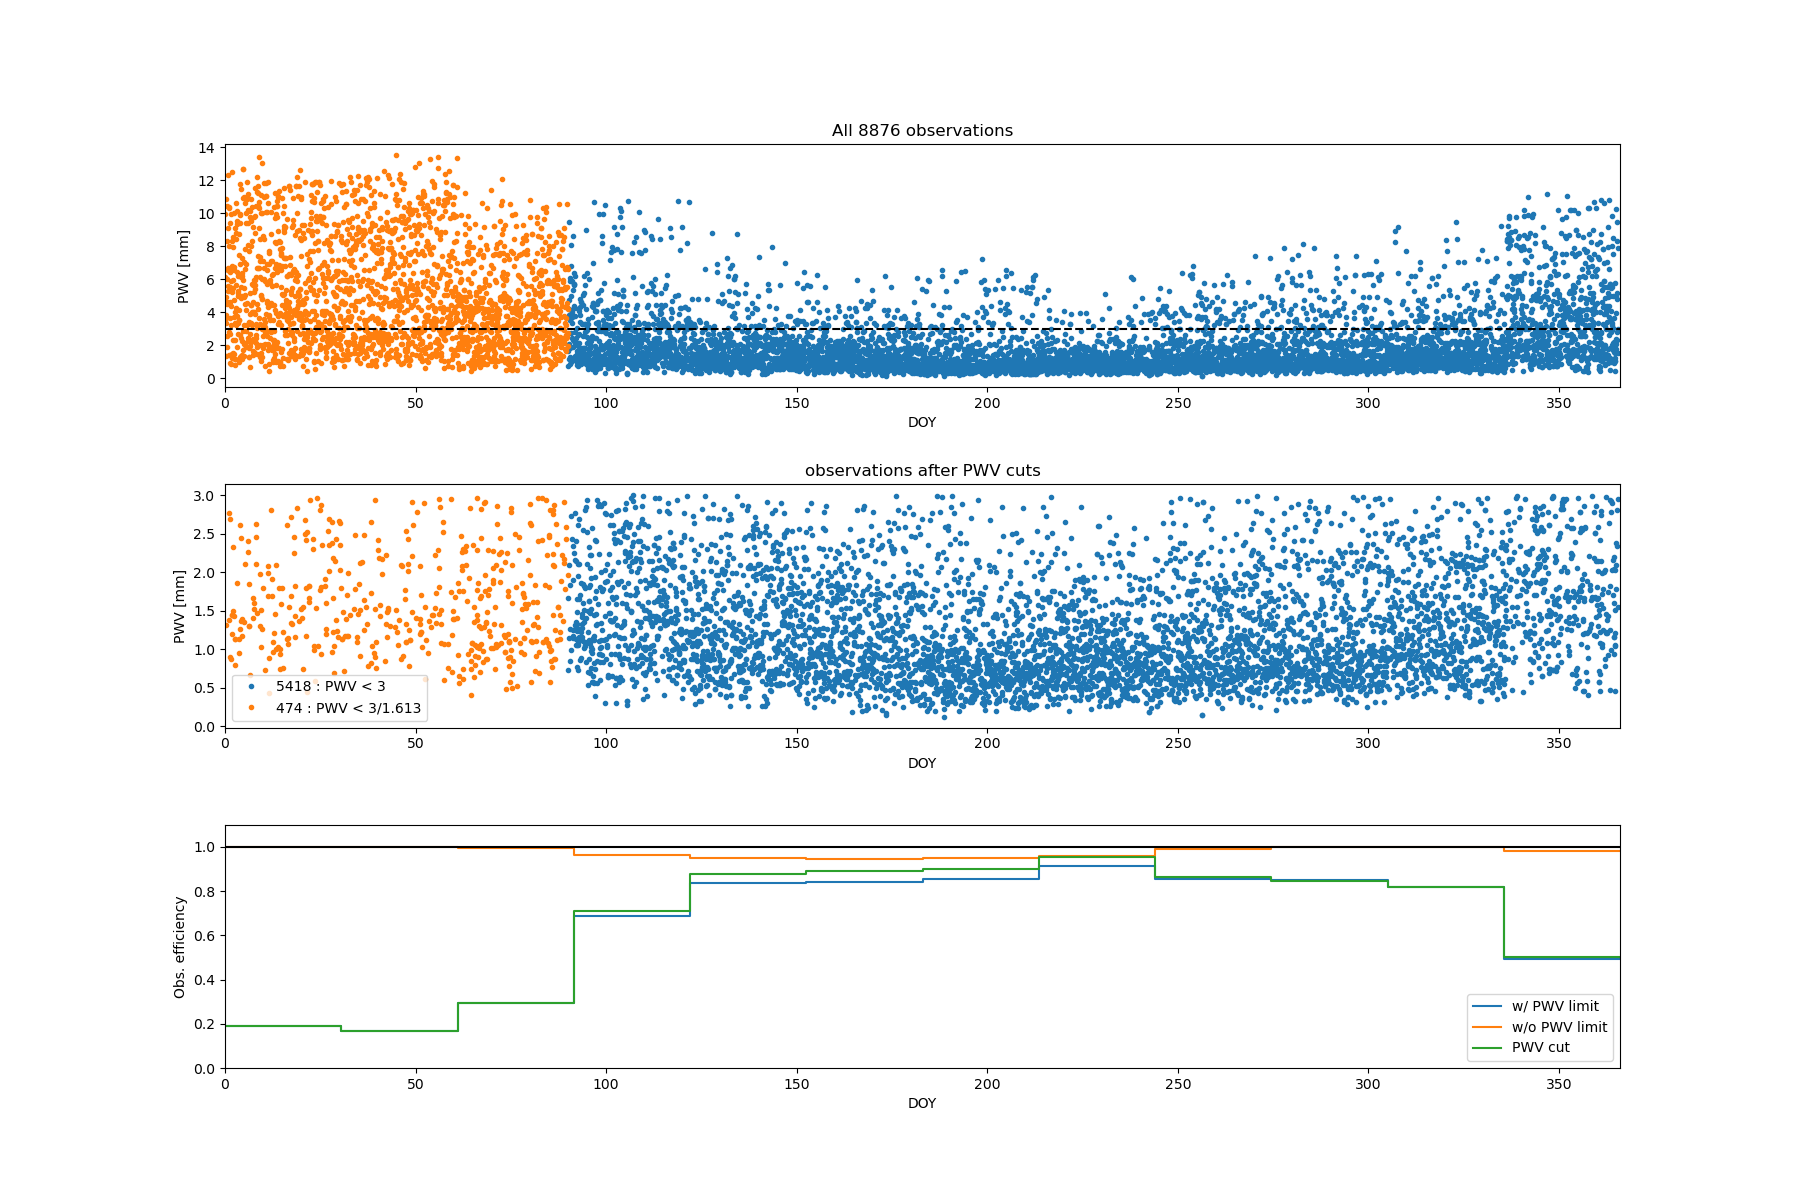 All 8876 observations
14
12
10
8
6
4
2
0
PWV [mm]
0 50 100 150 200 250 300 350
DOY
observations after PWV cuts
3.0
2.5
2.0
1.5
1.0
0.5
0.0
PWV [mm]
5418 : PWV < 3
474 : PWV < 3/1.613
0 50 100 150 200 250 300 350
DOY
1.0
0.8
0.6
0.4
0.2
0.0
Obs. efficiency
w/ PWV limit
w/o PWV limit
PWV cut
0 50 100 150 200 250 300 350
DOY